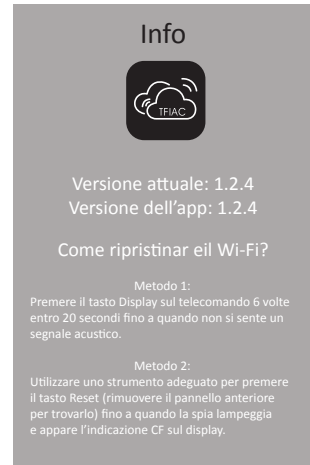 Info
TFIAC
Versione attuale: 1.2.4
Versione dell'app: 1.2.4
Come ripristinar eil Wi-Fi?
Metodo 1:
Premere il tasto Display sul telecomando 6 volte
entro 20 secondi fino a quando non si sente un
segnale acustico.
Metodo 2:
Utilizzare uno strumento adeguato per premere
il tasto Reset (rimuovere il pannello anteriore
per trovarlo) fino a quando la spia lampeggia
e appare l'indicazione CF sul display.